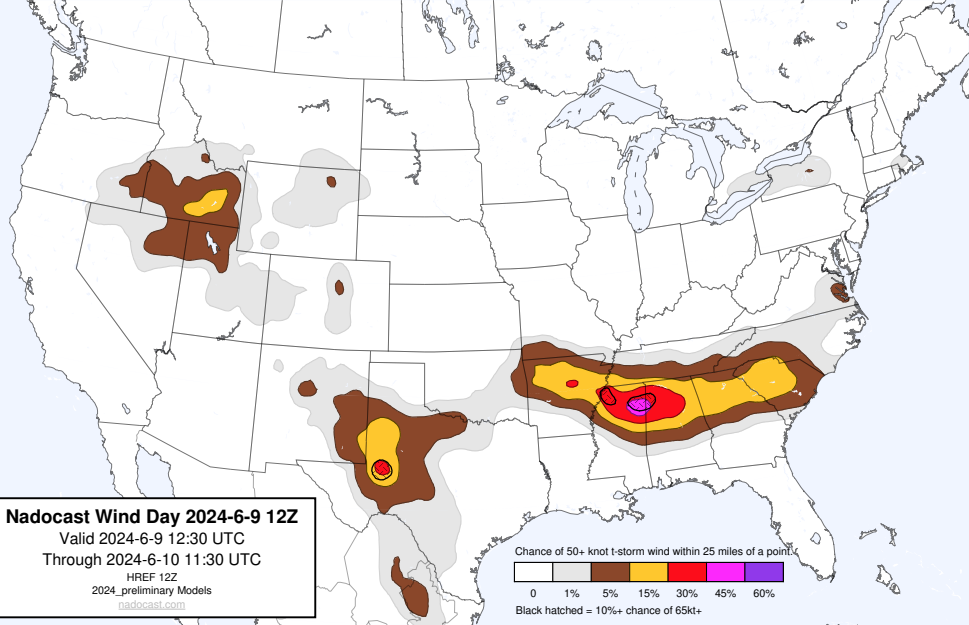 Nadocast Wind Day 2024-6-9 12Z
Valid 2024-6-9 12:30 UTC
Through 2024-6-10 11:30 UTC
HREF 12Z
2024_preliminary Models
nadocast.com
Chance of 50+ knot t-storm wind within 25 miles of a point.
0 1% 5% 15% 30% 45% 60%
Black hatched = 10%+ chance of 65kt+